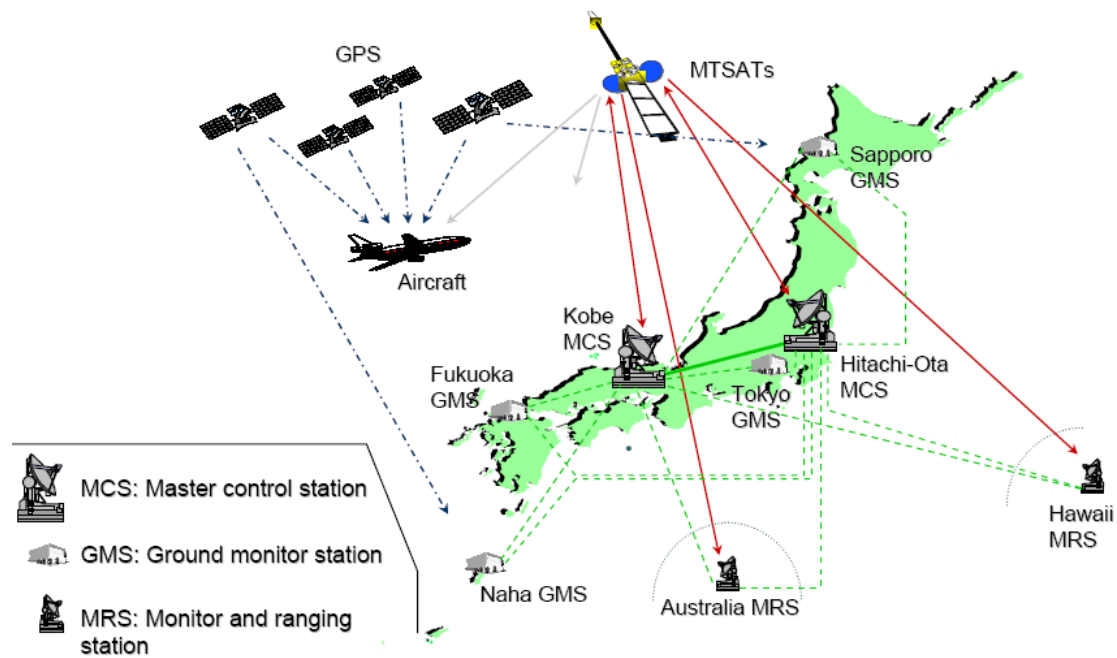 GPS
MTSATs
Sapporo
GMS
Aircraft
Kobe
MCS
Hitachi-Ota
MCS
Fukuoka
GMS
Tokyo
GMS
MCS: Master control station
Hawaii
MRS
GMS: Ground monitor station
Naha GMS
Australia MRS
MRS: Monitor and ranging
station